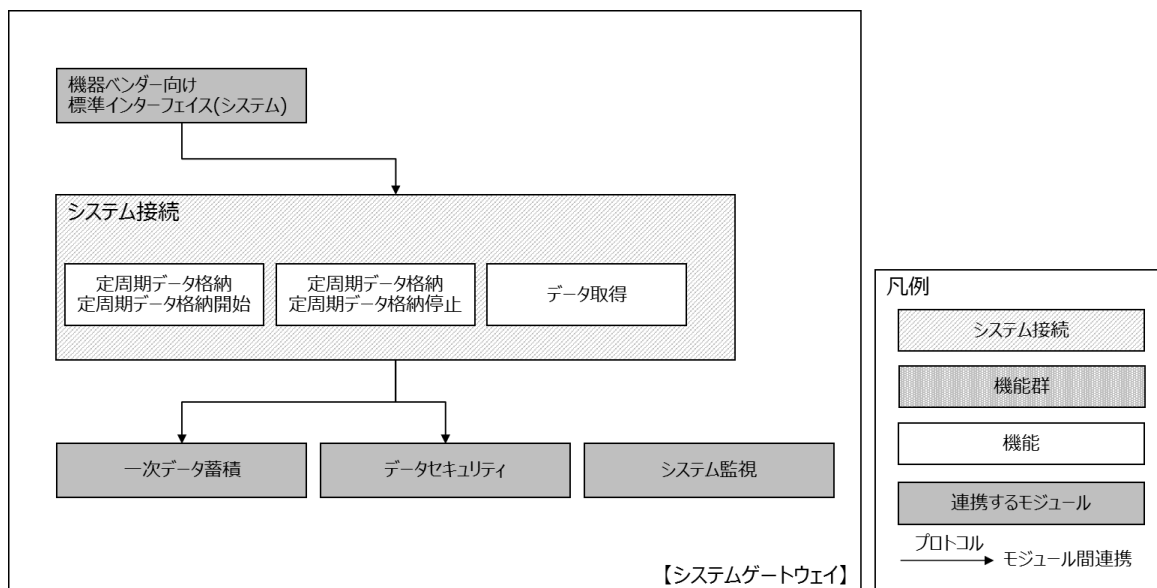 機器ベンダー向け
標準インターフェイス(システム)
システム接続
定周期データ格納
定周期データ格納開始
定周期データ格納
定周期データ格納停止
データ取得
一次データ蓄積
データセキュリティ
システム監視
【システムゲートウェイ】
凡例
システム接続
機能群
機能
連携するモジュール
プロトコル
モジュール間連携